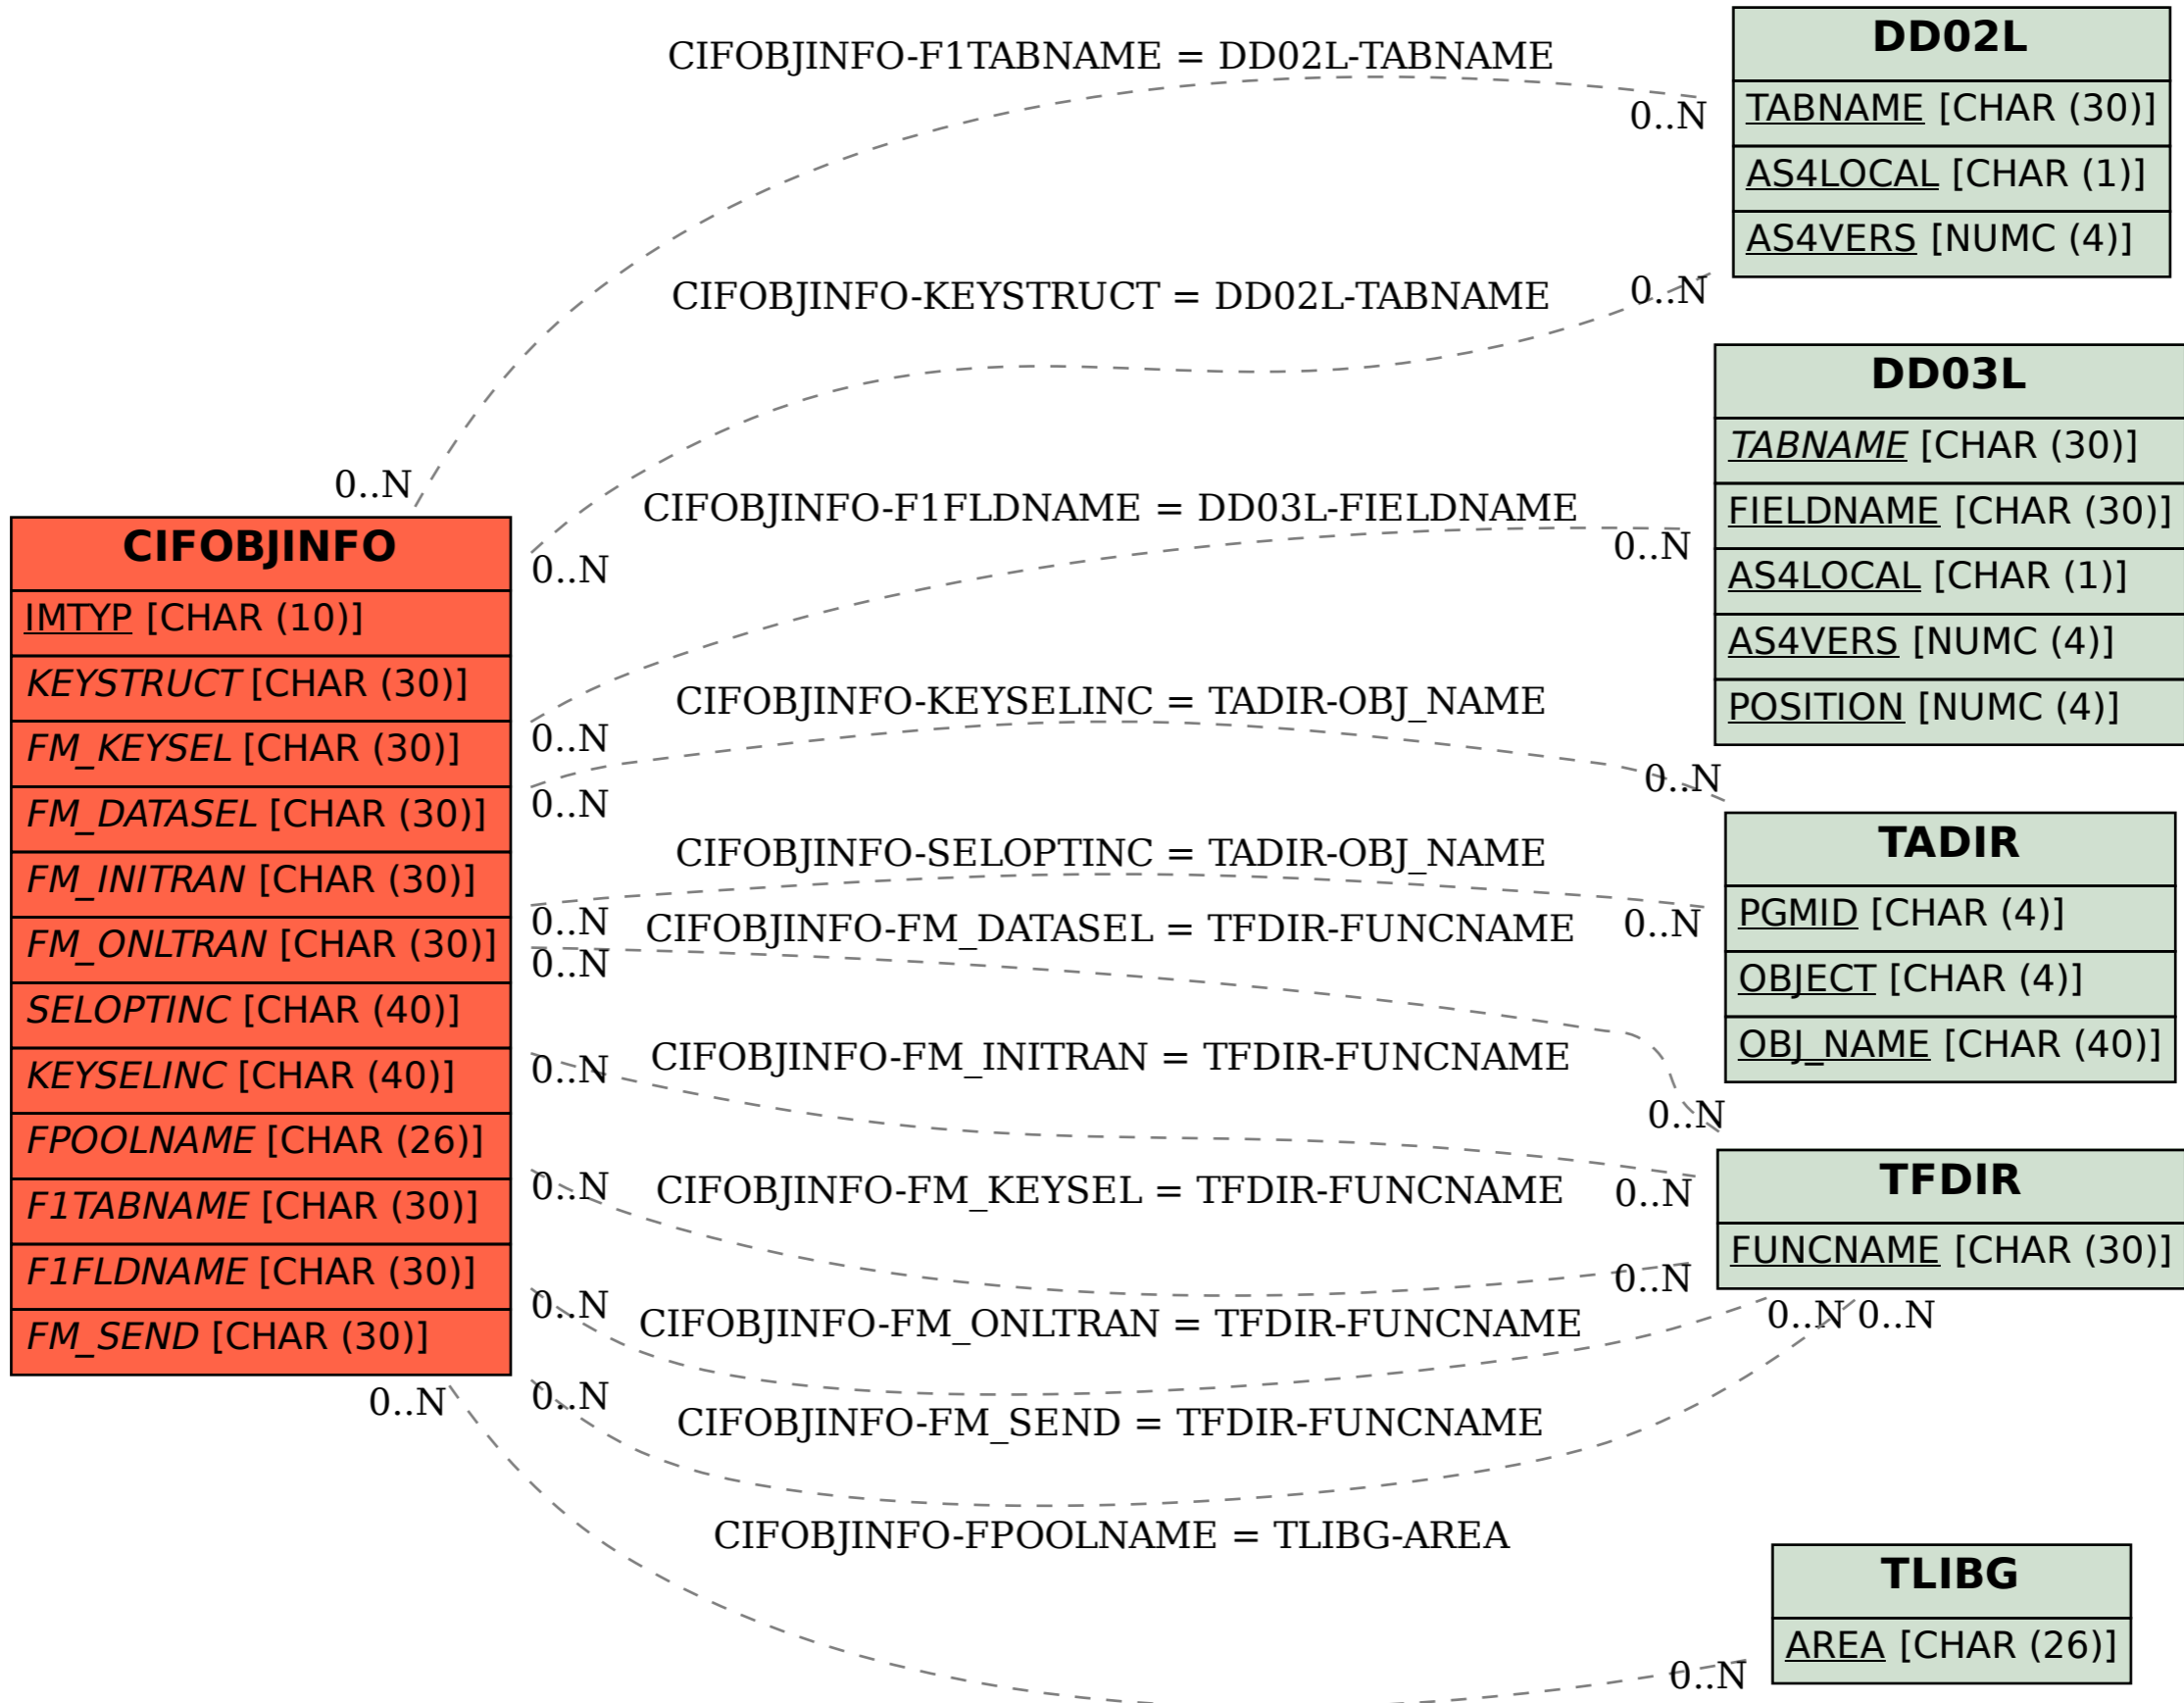 CIFOBJINFO-F1TABNAME = DD02L-TABNAME
0..N
0..N
CIFOBJINFO-KEYSTRUCT = DD02L-TABNAME
0..N
0..N
CIFOBJINFO-F1FLDNAME = DD03L-FIELDNAME
0..N
0..N
CIFOBJINFO-KEYSELINC = TADIR-OBJ_NAME
0..N
0..N
CIFOBJINFO-SELOPTINC = TADIR-OBJ_NAME
0..N
0..N
CIFOBJINFO-FM_DATASEL = TFDIR-FUNCNAME
0..N
0..N
CIFOBJINFO-FM_INITRAN = TFDIR-FUNCNAME
0..N
0..N
CIFOBJINFO-FM_KEYSEL = TFDIR-FUNCNAME
0..N
0..N
CIFOBJINFO-FM_ONLTRAN = TFDIR-FUNCNAME
0..N
0..N
CIFOBJINFO-FM_SEND = TFDIR-FUNCNAME
0..N
0..N
CIFOBJINFO-FPOOLNAME = TLIBG-AREA
0..N
0..N
CIFOBJINFO
IMTYP [CHAR (10)]
KEYSTRUCT [CHAR (30)]
FM_KEYSEL [CHAR (30)]
FM_DATASEL [CHAR (30)]
FM_INITRAN [CHAR (30)]
FM_ONLTRAN [CHAR (30)]
SELOPTINC [CHAR (40)]
KEYSELINC [CHAR (40)]
FPOOLNAME [CHAR (26)]
F1TABNAME [CHAR (30)]
F1FLDNAME [CHAR (30)]
FM_SEND [CHAR (30)]
DD02L
TABNAME [CHAR (30)]
AS4LOCAL [CHAR (1)]
AS4VERS [NUMC (4)]
DD03L
TABNAME [CHAR (30)]
FIELDNAME [CHAR (30)]
AS4LOCAL [CHAR (1)]
AS4VERS [NUMC (4)]
POSITION [NUMC (4)]
TADIR
PGMID [CHAR (4)]
OBJECT [CHAR (4)]
OBJ_NAME [CHAR (40)]
TFDIR
FUNCNAME [CHAR (30)]
TLIBG
AREA [CHAR (26)]